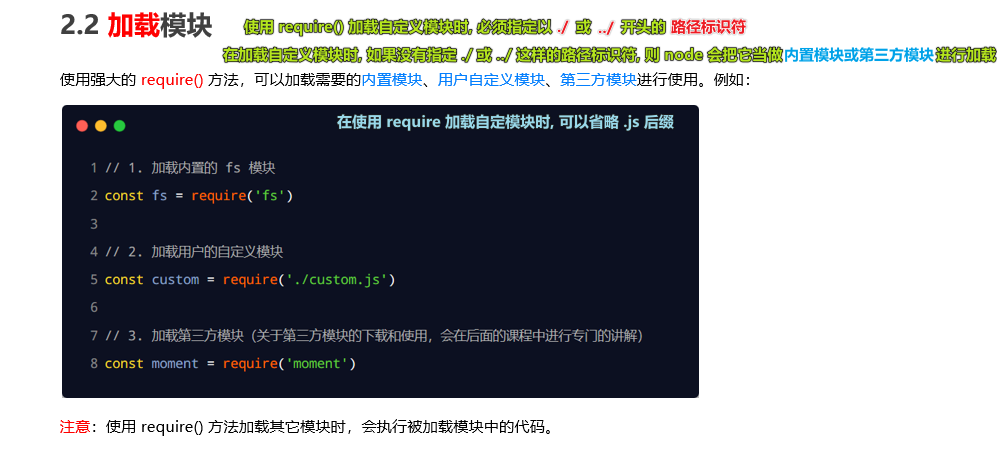 2.2 加载模块
使用 require() 加载自定义模块时, 必须指定以 ./ 或 ../ 开头的 路径标识符
在加载自定义模块时, 如果没有指定 ./ 或 ../ 这样的路径标识符, 则 node 会把它当做内置模块或第三方模块进行加载
使用强大的 require() 方法，可以加载需要的内置模块、用户自定义模块、第三方模块进行使用。例如：
在使用 require 加载自定模块时, 可以省略 .js 后缀
1 // 1. 加载内置的 fs 模块
2 const fs = require('fs')
3
4 // 2. 加载用户的自定义模块
5 const custom = require('./custom.js')
6
7 // 3. 加载第三方模块（关于第三方模块的下载和使用，会在后面的课程中进行专门的讲解）
8 const moment = require('moment')
注意：使用 require() 方法加载其它模块时，会执行被加载模块中的代码。